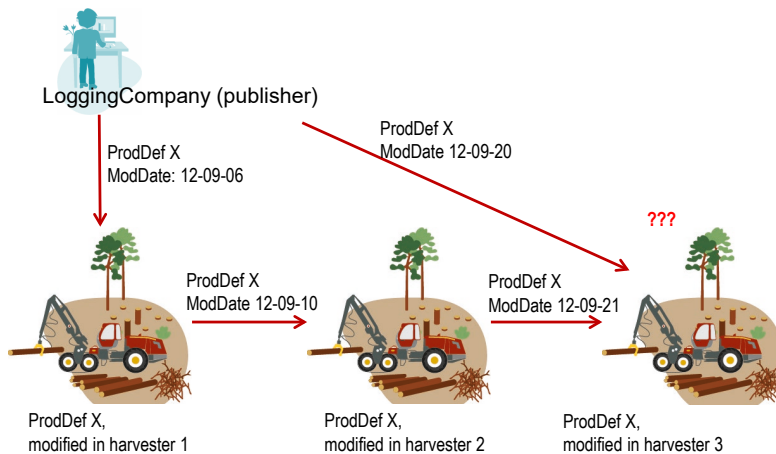 LoggingCompany (publisher)
ProdDef X
ModDate: 12-09-06
ProdDef X
ModDate 12-09-20
???
ProdDef X
ModDate 12-09-10
ProdDef X
ModDate 12-09-21
ProdDef X,
modified in harvester 1
ProdDef X,
modified in harvester 2
ProdDef X,
modified in harvester 3